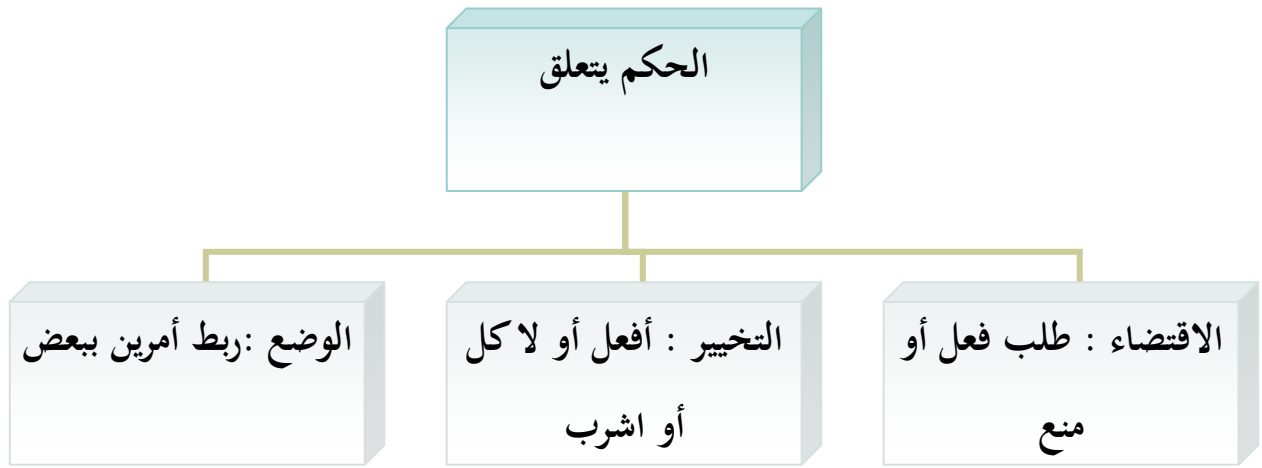 الحكم يتعلق
الاقتضاء : طلب فعل أو
منع
التخيير : أفعل أو لا كل
أو اشرب
الوضع :ربط أمرين ببعض